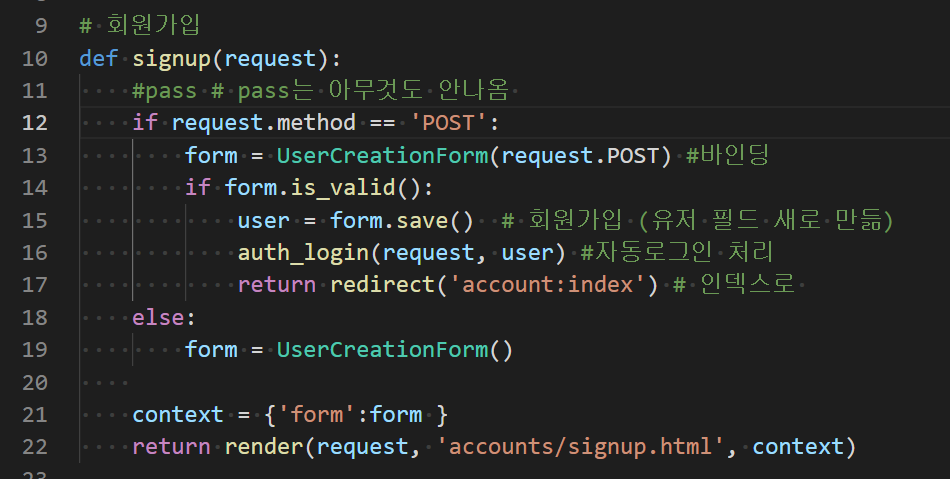 9 # 회원가입
10 def signup(request):
11     #pass # pass는 아무것도 안나옴
12     if request.method == 'POST':
13         form = UserCreationForm(request.POST) #바인딩
14         if form.is_valid():
15             user = form.save()  # 회원가입 (유저 필드 새로 만듦)
16             auth_login(request, user) #자동로그인 처리
17             return redirect('account:index') # 인덱스로
18     else:
19         form = UserCreationForm()
20
21     context = {'form':form }
22     return render(request, 'accounts/signup.html', context)